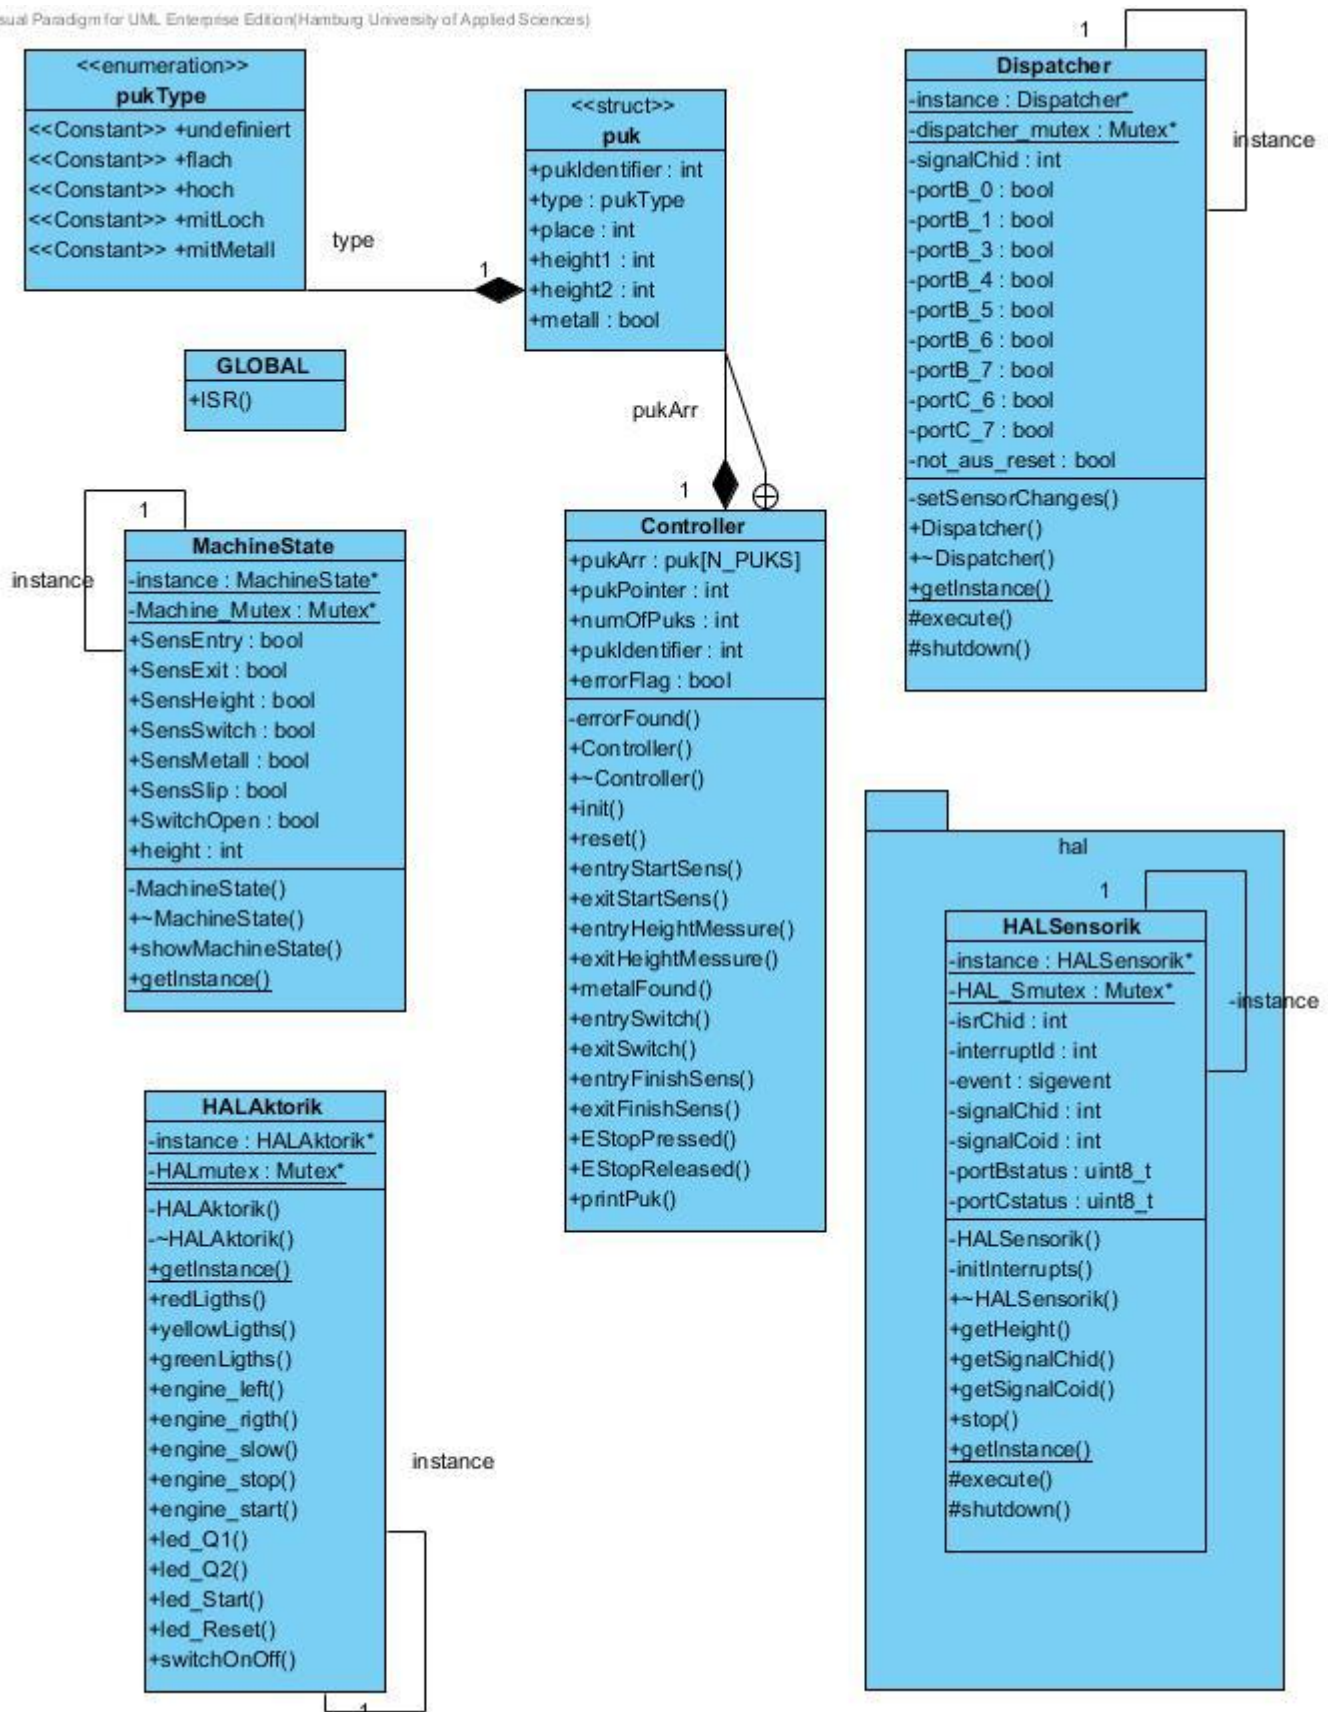 sual Paradigm for UML Enterprise Edition(Hamburg University of Applied Sciences)
<<enumeration>>
pukType
<<Constant>> +undefiniert
<<Constant>> +flach
<<Constant>> +hoch
<<Constant>> +mitLoch
<<Constant>> +mitMetall
type
1
<<struct>>
puk
+pukIdentifier : int
+type : pukType
+place : int
+height1 : int
+height2 : int
+metall : bool
1
Dispatcher
-instance : Dispatcher*
-dispatcher_mutex : Mutex*
-signalChid : int
-portB_0 : bool
-portB_1 : bool
-portB_3 : bool
-portB_4 : bool
-portB_5 : bool
-portB_6 : bool
-portB_7 : bool
-portC_6 : bool
-portC_7 : bool
-not_aus_reset : bool
-setSensorChanges()
+Dispatcher()
+~Dispatcher()
+getInstance()
#execute()
#shutdown()
instance
GLOBAL
+ISR()
pukArr
1
1
instance
MachineState
-instance : MachineState*
-Machine_Mutex : Mutex*
+SensEntry : bool
+SensExit : bool
+SensHeight : bool
+SensSwitch : bool
+SensMetall : bool
+SensSlip : bool
+SwitchOpen : bool
+height : int
-MachineState()
+~MachineState()
+showMachineState()
+getInstance()
Controller
+pukArr : puk[N_PUKS]
+pukPointer : int
+numOfPuks : int
+pukIdentifier : int
+errorFlag : bool
-errorFound()
+Controller()
+~Controller()
+init()
+reset()
+entryStartSens()
+exitStartSens()
+entryHeightMessure()
+exitHeightMessure()
+metalFound()
+entrySwitch()
+exitSwitch()
+entryFinishSens()
+exitFinishSens()
+EStopPressed()
+EStopReleased()
+printPuk()
hal
1
HALSensorik
-instance : HALSensorik*
-HAL_Smutex : Mutex*
-isrChid : int
-interruptId : int
-event : sigevent
-signalChid : int
-signalCoid : int
-portBstatus : uint8_t
-portCstatus : uint8_t
-HALSensorik()
-initInterrupts()
+~HALSensorik()
+getHeight()
+getSignalChid()
+getSignalCoid()
+stop()
+getInstance()
#execute()
#shutdown()
-instance
HALAktorik
-instance : HALAktorik*
-HALmutex : Mutex*
-HALAktorik()
-~HALAktorik()
+getInstance()
+redLigths()
+yellowLigths()
+greenLigths()
+engine_left()
+engine_rigth()
+engine_slow()
+engine_stop()
+engine_start()
+led_Q1()
+led_Q2()
+led_Start()
+led_Reset()
+switchOnOff()
instance
1